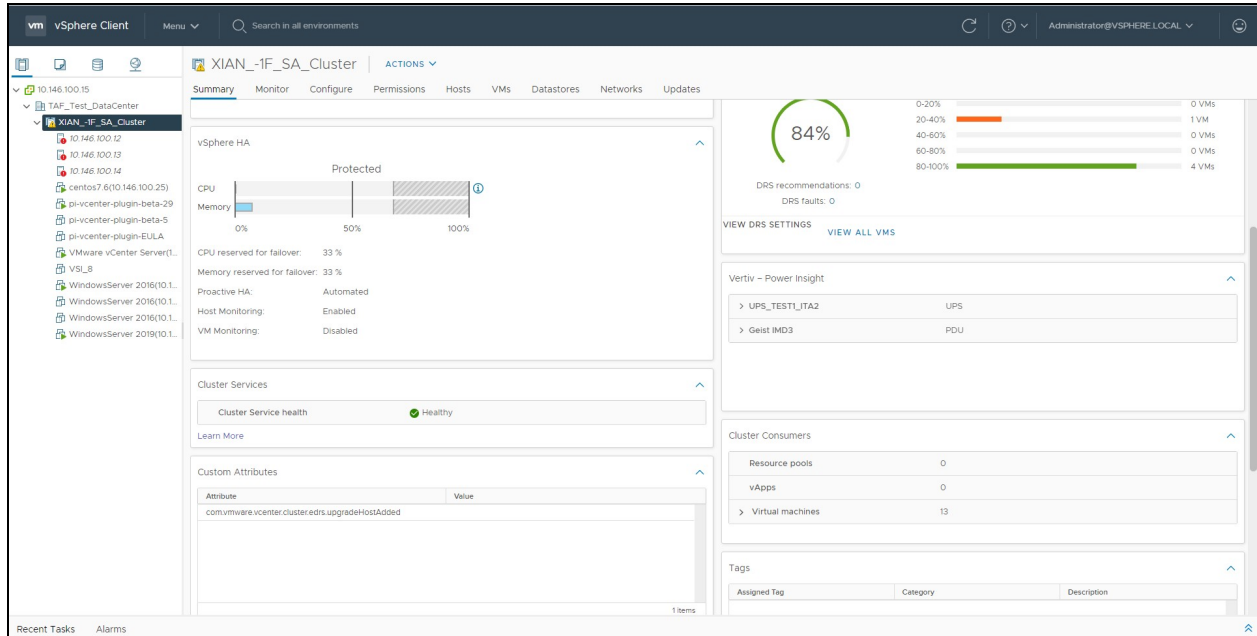 vm vSphere Client Menu Search in all environments Administrator@VSPHERE.LOCAL
10.146.100.15
TAF_Test_DataCenter
XIAN_-1F_SA_Cluster
10.146.100.12
10.146.100.13
10.146.100.14
centos7.6(10.146.100.25)
pi-vcenter-plugin-beta-29
pi-vcenter-plugin-beta-5
pi-vcenter-plugin-EULA
VMware vCenter Server(1...
VSI_8
WindowsServer 2016(10.1...
WindowsServer 2016(10.1...
WindowsServer 2016(10.1...
WindowsServer 2019(10.1...
XIAN_-1F_SA_Cluster ACTIONS
Summary Monitor Configure Permissions Hosts VMs Datastores Networks Updates
vSphere HA
Protected
CPU
Memory
0% 50% 100%
CPU reserved for failover: 33 %
Memory reserved for failover: 33 %
Proactive HA: Automated
Host Monitoring: Enabled
VM Monitoring: Disabled
Cluster Services
Cluster Service health Healthy
Learn More
Custom Attributes
Attribute Value
com.vmware.vcenter.cluster.edrs.upgradeHostAdded
1 items
84%
DRS recommendations: 0
DRS faults: 0
0-20% 0 VMs
20-40% 1 VM
40-60% 0 VMs
60-80% 0 VMs
80-100% 4 VMs
VIEW DRS SETTINGS VIEW ALL VMS
Vertiv – Power Insight
UPS_TEST1_ITA2 UPS
Geist IMD3 PDU
Cluster Consumers
Resource pools 0
vApps 0
Virtual machines 13
Tags
Assigned Tag Category Description
Recent Tasks Alarms